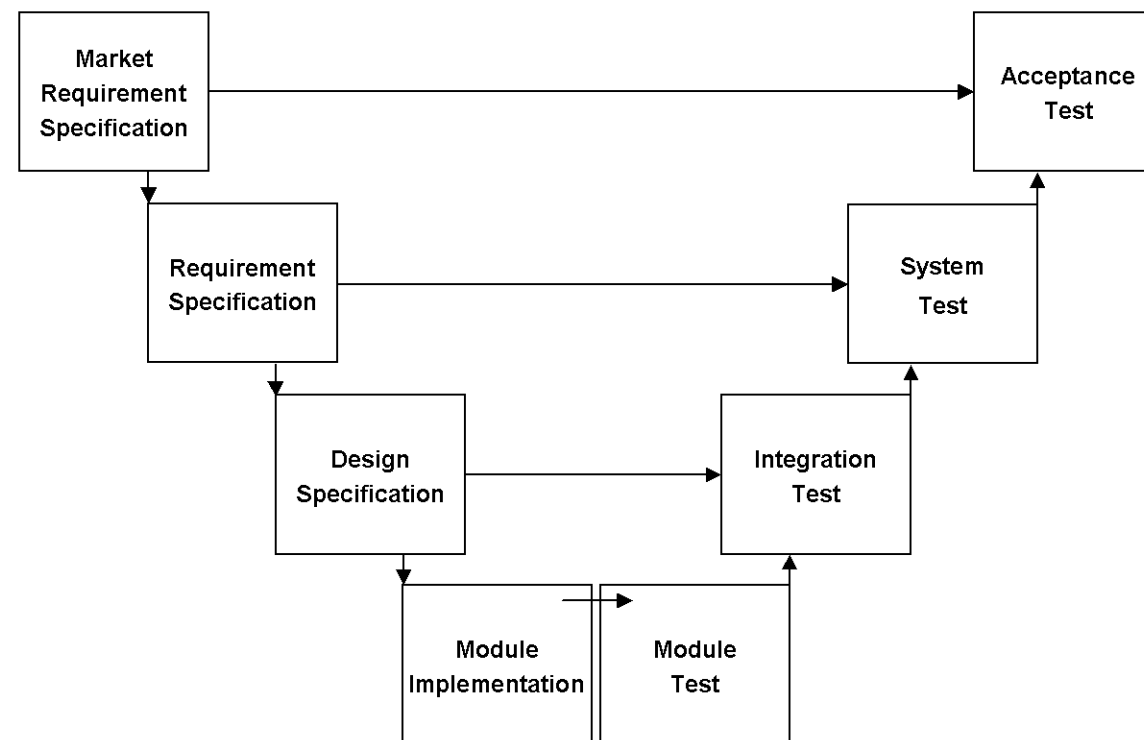 Market
Requirement
Specification
Acceptance
Test
Requirement
Specification
System
Test
Design
Specification
Integration
Test
Module
Implementation
Module
Test